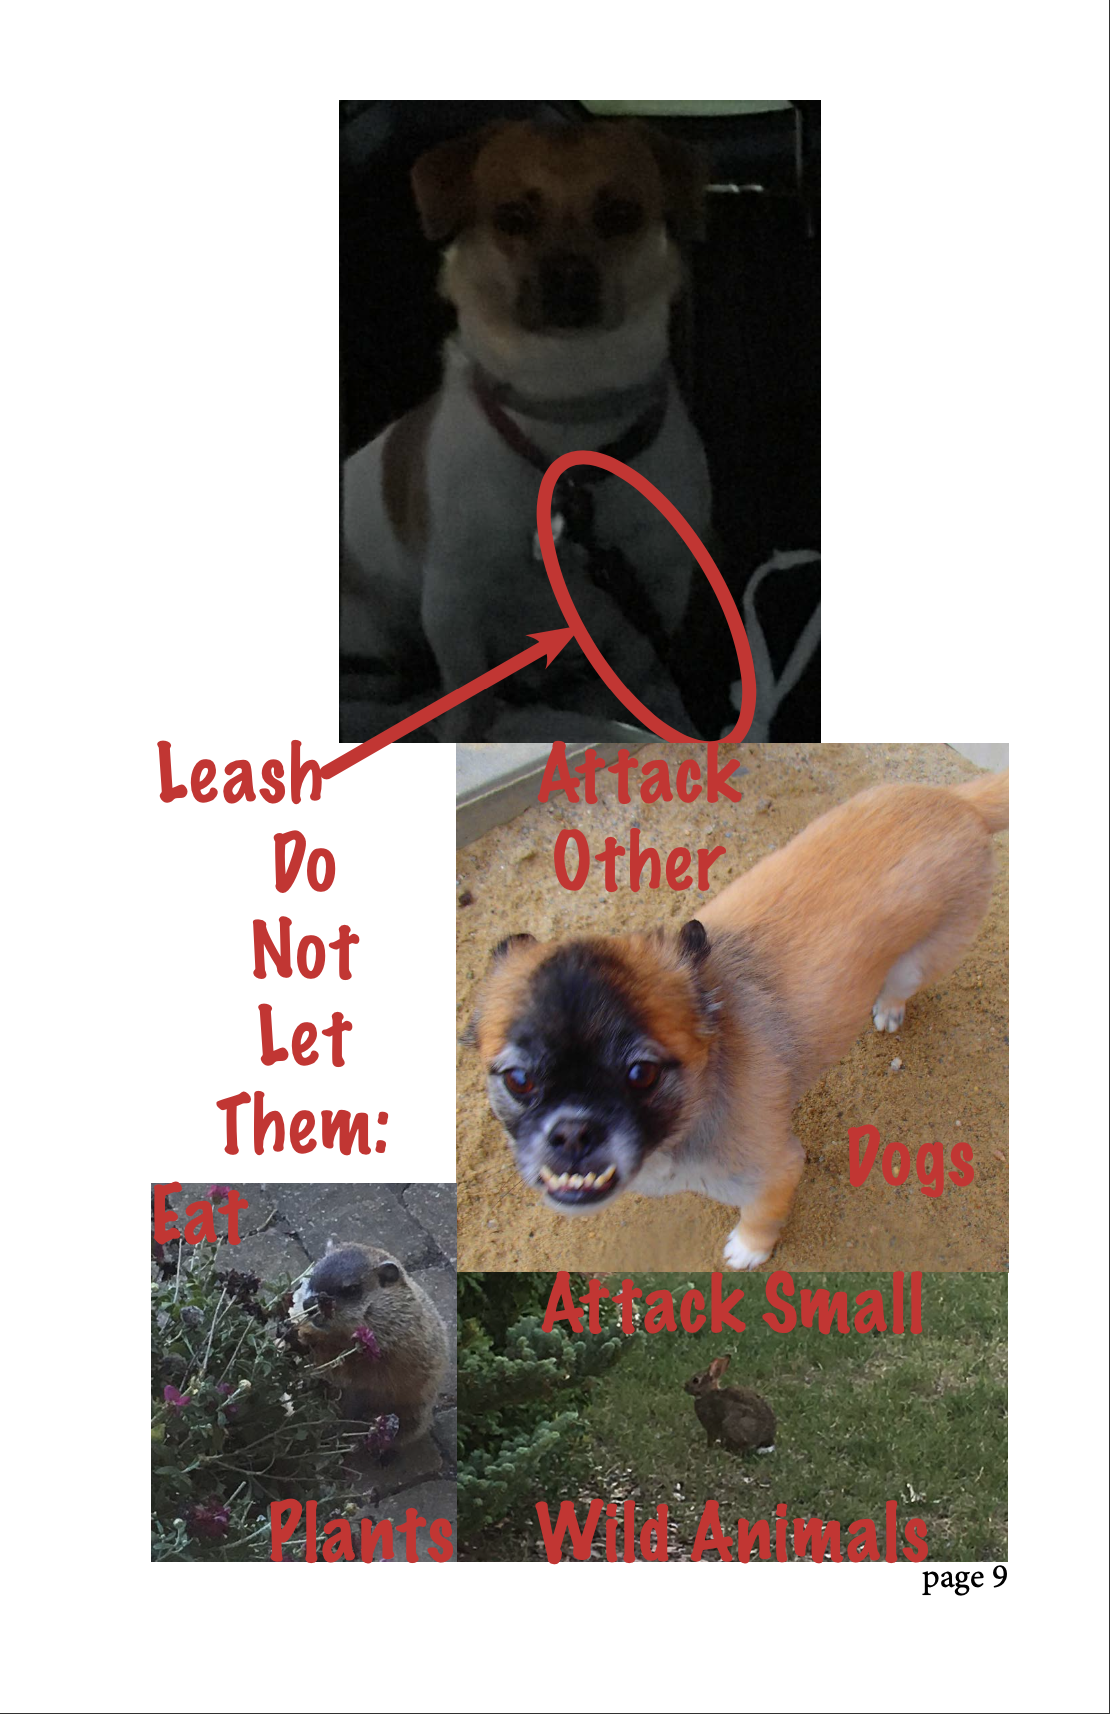 Leash
Do
Not
Let
Them:
Attack
Other
Dogs
Eat
Plants
Attack Small
Wild Animals
page 9